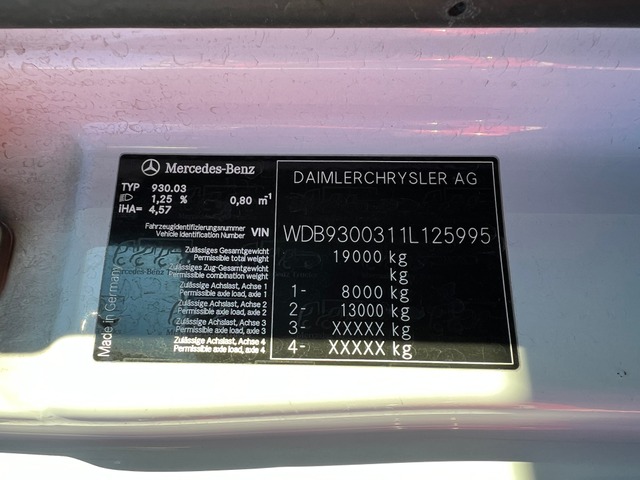 Mercedes-Benz
DAIMLERCHRYSLER AG
TYP 930.03
1,25 % 0,80 m⁻¹
IHA= 4,57
Fahrzeugidentifizierungsnummer
Vehicle Identification Number VIN WDB9300311L125995
Zulässiges Gesamtgewicht
Permissible total weight 19000 kg
Zulässiges Zug-Gesamtgewicht
Permissible combination weight kg
Zulässige Achslast, Achse 1
Permissible axle load, axle 1 1- 8000 kg
Zulässige Achslast, Achse 2
Permissible axle load, axle 2 2- 13000 kg
Zulässige Achslast, Achse 3
Permissible axle load, axle 3 3- XXXXX kg
Zulässige Achslast, Achse 4
Permissible axle load, axle 4 4- XXXXX kg
Made in Germany
Mercedes-Benz